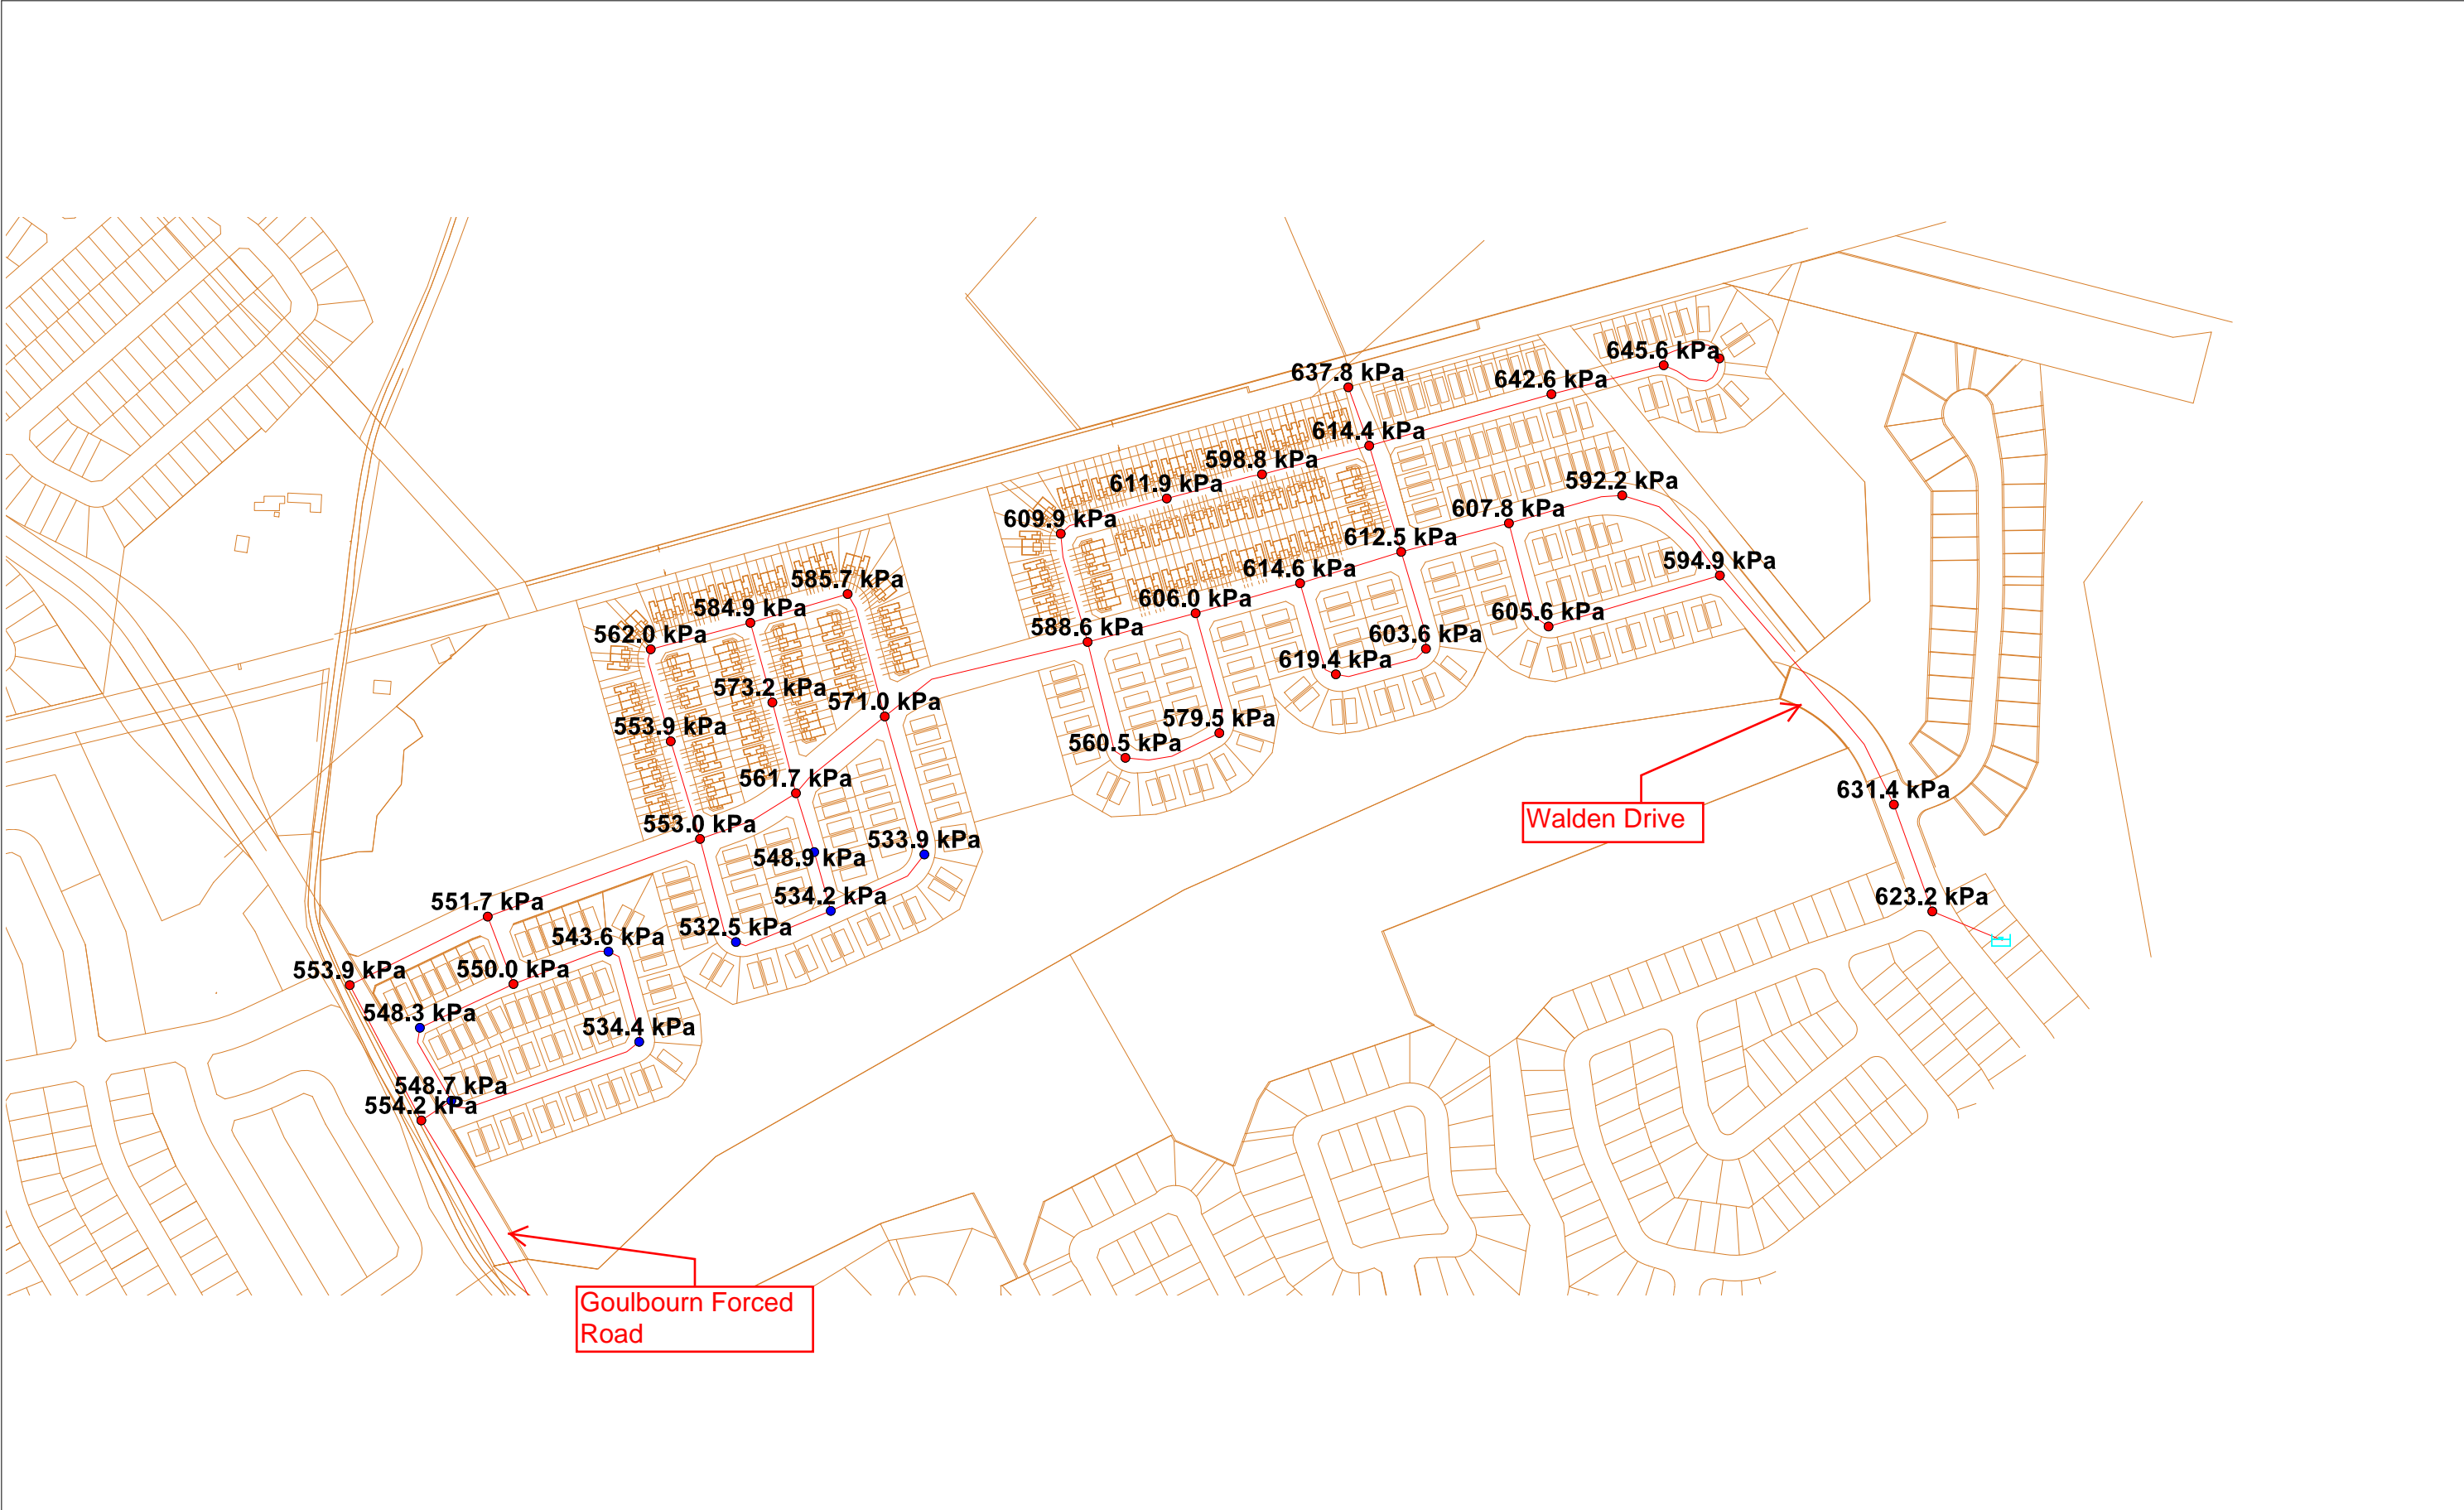 637.8 kPa
645.6 kPa
642.6 kPa
614.4 kPa
598.8 kPa
611.9 kPa
592.2 kPa
609.9 kPa
607.8 kPa
612.5 kPa
594.9 kPa
614.6 kPa
585.7 kPa
584.9 kPa
606.0 kPa
605.6 kPa
562.0 kPa
588.6 kPa
603.6 kPa
619.4 kPa
573.2 kPa
571.0 kPa
553.9 kPa
579.5 kPa
560.5 kPa
561.7 kPa
631.4 kPa
Walden Drive
553.0 kPa
533.9 kPa
548.9 kPa
534.2 kPa
623.2 kPa
551.7 kPa
532.5 kPa
543.6 kPa
553.9 kPa
550.0 kPa
548.3 kPa
534.4 kPa
548.7 kPa
554.2 kPa
Goulbourn Forced
Road